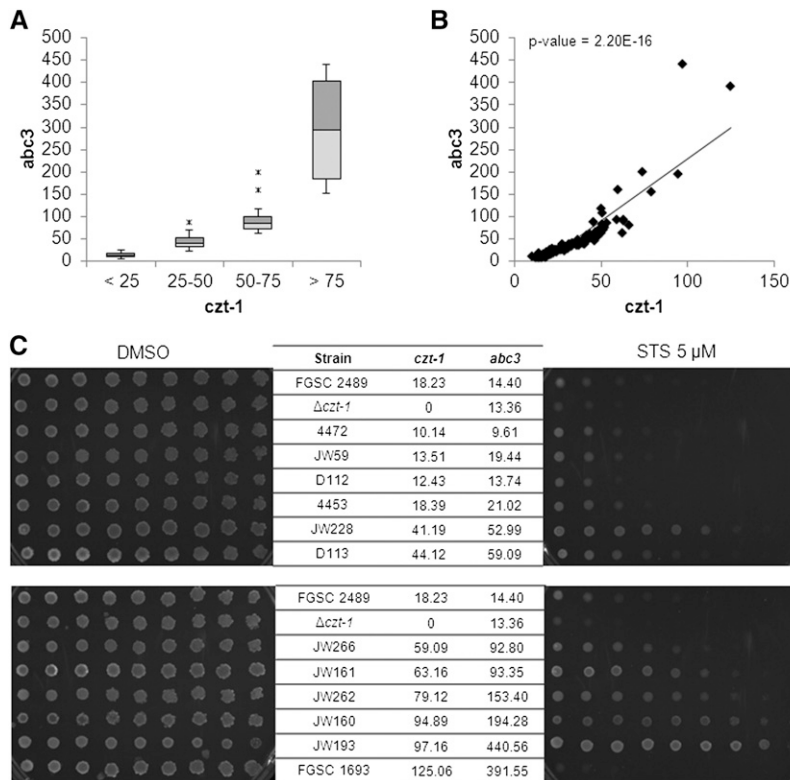 A
500
450
400
350
300
250
200
150
100
50
0
abc3
< 25 25-50 50-75 > 75
czt-1
B
p-value = 2.20E-16
500
450
400
350
300
250
200
150
100
50
0
abc3
0 50 100 150
czt-1
C
DMSO
STS 5 µM
Strain czt-1 abc3
FGSC 2489 18.23 14.40
Δczt-1 0 13.36
4472 10.14 9.61
JW59 13.51 19.44
D112 12.43 13.74
4453 18.39 21.02
JW228 41.19 52.99
D113 44.12 59.09
FGSC 2489 18.23 14.40
Δczt-1 0 13.36
JW266 59.09 92.80
JW161 63.16 93.35
JW262 79.12 153.40
JW160 94.89 194.28
JW193 97.16 440.56
FGSC 1693 125.06 391.55